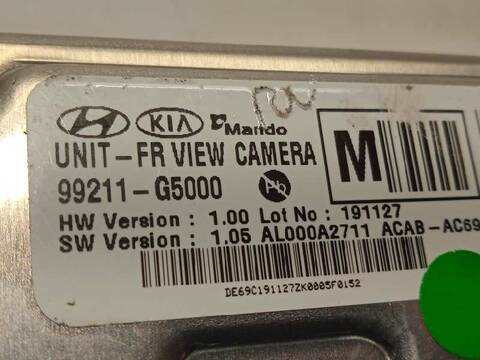 HYUNDAI KIA Mando
UNIT-FR VIEW CAMERA
M
99211-G5000
HW Version : 1.00 Lot No : 191127
SW Version : 1.05 AL000A2711 ACAB-AC69
DE69C191127ZK0005F0152